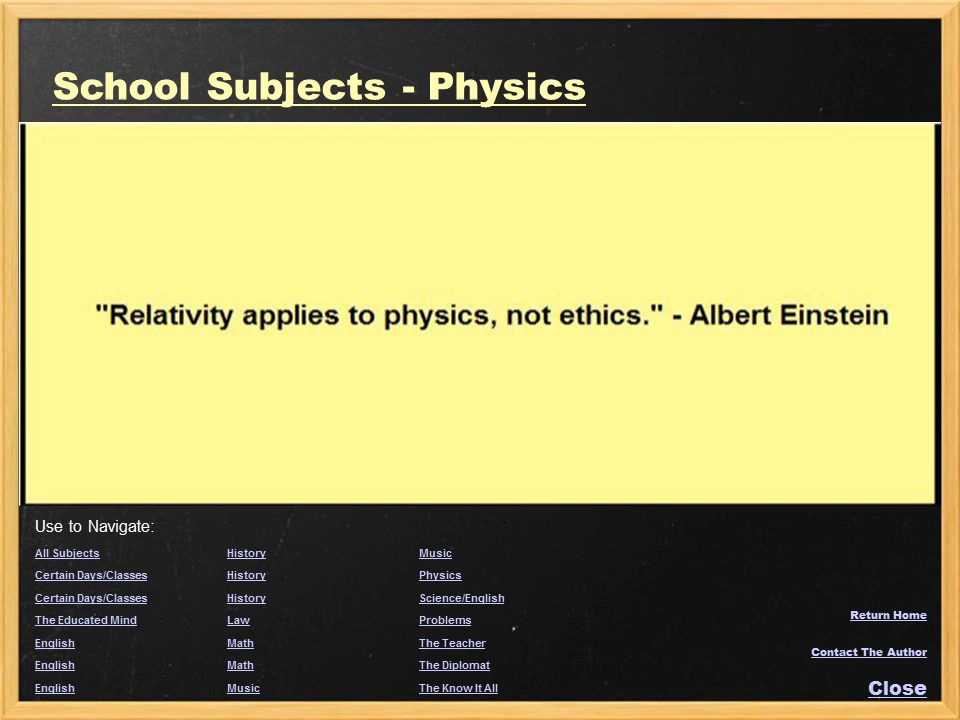 School Subjects - Physics
"Relativity applies to physics, not ethics." - Albert Einstein
Use to Navigate:
All Subjects
Certain Days/Classes
Certain Days/Classes
The Educated Mind
English
English
English
History
History
History
Law
Math
Math
Music
Music
Physics
Science/English
Problems
The Teacher
The Diplomat
The Know It All
Return Home
Contact The Author
Close